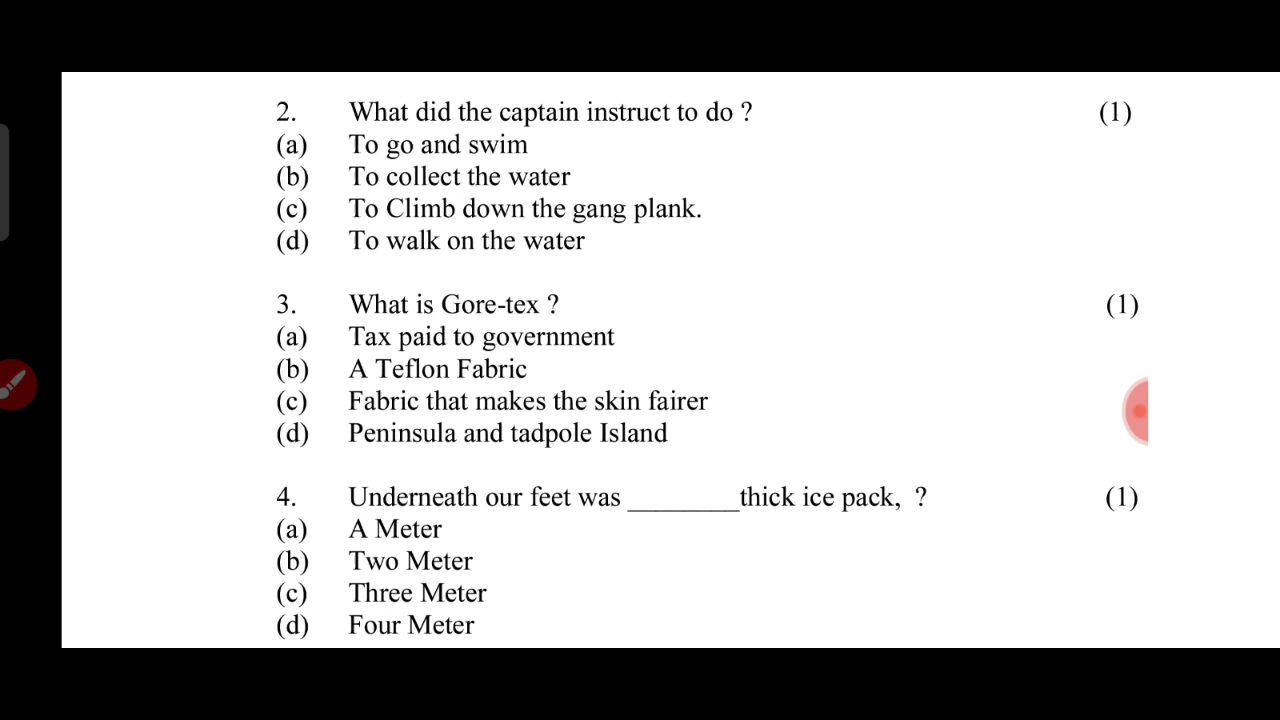 2. What did the captain instruct to do ? (1)
(a) To go and swim
(b) To collect the water
(c) To Climb down the gang plank.
(d) To walk on the water
3. What is Gore-tex ? (1)
(a) Tax paid to government
(b) A Teflon Fabric
(c) Fabric that makes the skin fairer
(d) Peninsula and tadpole Island
4. Underneath our feet was ________thick ice pack, ? (1)
(a) A Meter
(b) Two Meter
(c) Three Meter
(d) Four Meter